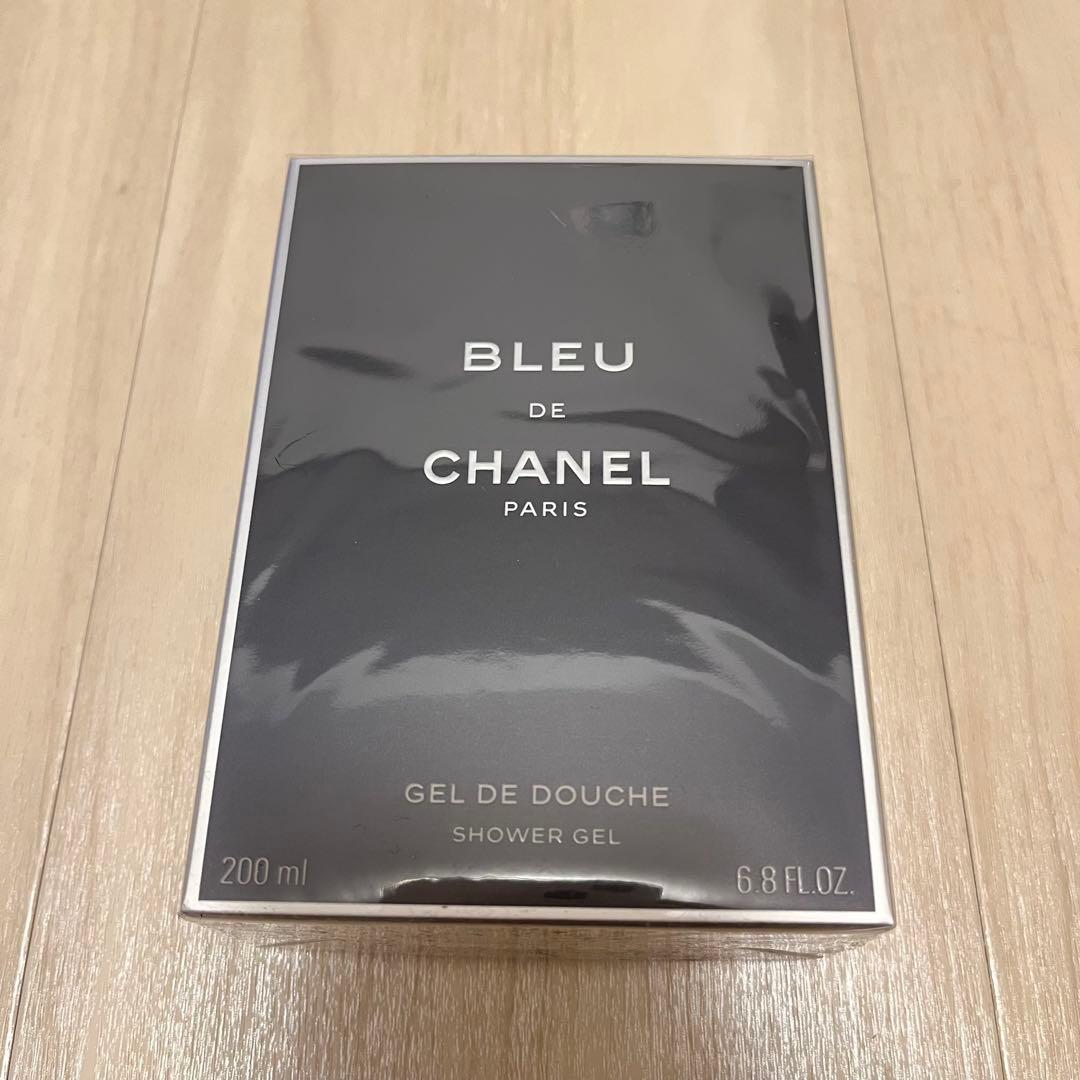 BLEU
DE
CHANEL
PARIS
GEL DE DOUCHE
SHOWER GEL
200 ml
6.8 FL.OZ.